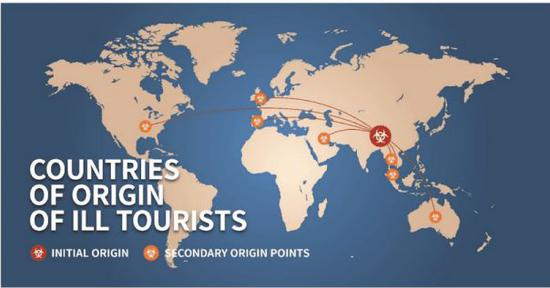 COUNTRIES
OF ORIGIN
OF ILL TOURISTS
INITIAL ORIGIN
SECONDARY ORIGIN POINTS